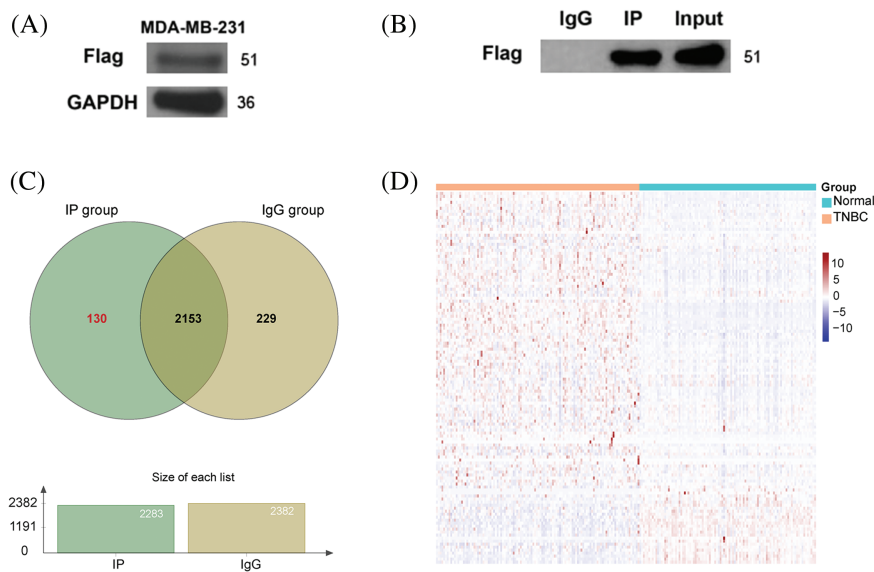 (A)
MDA-MB-231
Flag 51
GAPDH 36
(B)
IgG IP Input
Flag 51
(C)
IP group IgG group
130 2153 229
Size of each list
2382
1191
0
2283 2382
IP IgG
(D)
Group
Normal
TNBC
10
5
0
−5
−10